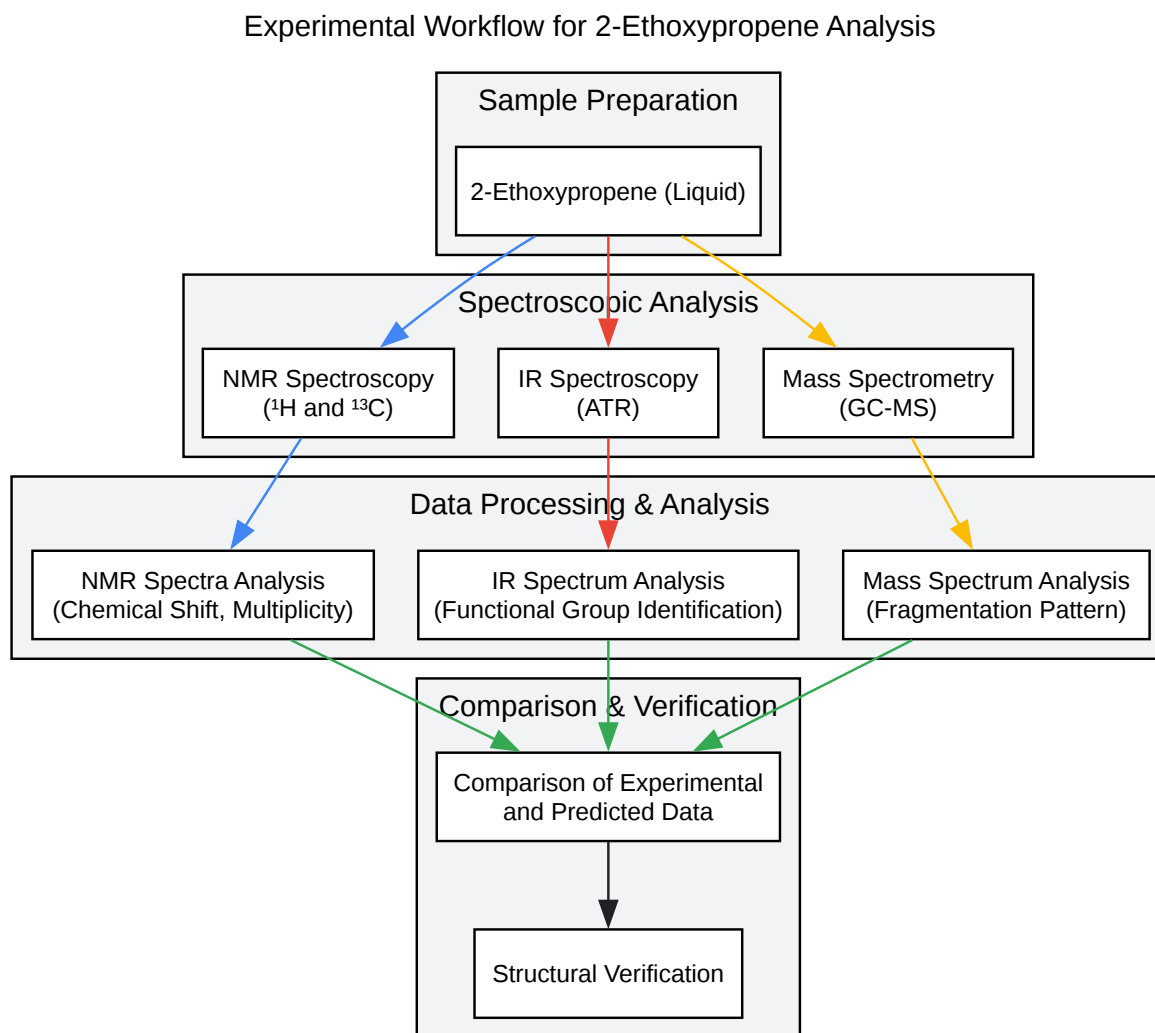 Experimental Workflow for 2-Ethoxypropene Analysis
Sample Preparation
2-Ethoxypropene (Liquid)
Spectroscopic Analysis
NMR Spectroscopy
(¹H and ¹³C)
IR Spectroscopy
(ATR)
Mass Spectrometry
(GC-MS)
Data Processing & Analysis
NMR Spectra Analysis
(Chemical Shift, Multiplicity)
IR Spectrum Analysis
(Functional Group Identification)
Mass Spectrum Analysis
(Fragmentation Pattern)
Comparison & Verification
Comparison of Experimental
and Predicted Data
Structural Verification